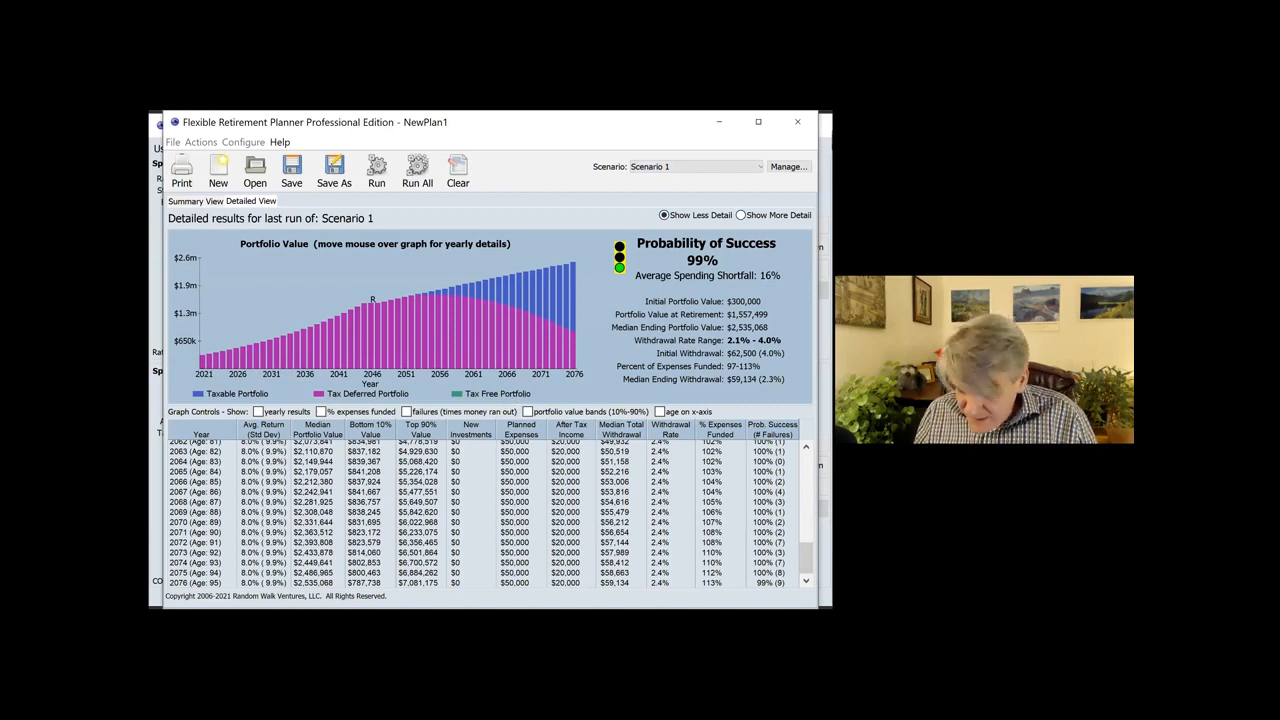 Flexible Retirement Planner Professional Edition - NewPlan1
File Actions Configure Help
Print New Open Save Save As Run Run All Clear
Scenario: Scenario 1 Manage...
Summary View Detailed View
Detailed results for last run of: Scenario 1
Show Less Detail Show More Detail
Portfolio Value (move mouse over graph for yearly details)
$2.6m
$1.9m
$1.3m
$650k
R
2021 2026 2031 2036 2041 2046 2051 2056 2061 2066 2071 2076
Year
Taxable Portfolio Tax Deferred Portfolio Tax Free Portfolio
Probability of Success
99%
Average Spending Shortfall: 16%
Initial Portfolio Value: $300,000
Portfolio Value at Retirement: $1,557,499
Median Ending Portfolio Value: $2,535,068
Withdrawal Rate Range: 2.1% - 4.0%
Initial Withdrawal: $62,500 (4.0%)
Percent of Expenses Funded: 97-113%
Median Ending Withdrawal: $59,134 (2.3%)
Graph Controls - Show: yearly results % expenses funded failures (times money ran out) portfolio value bands (10%-90%) age on x-axis
Avg. Return Median Bottom 10% Top 90% New Planned After Tax Median Total Withdrawal % Expenses Prob. Success
Year (Std Dev) Portfolio Value Value Value Investments Expenses Income Withdrawal Rate Funded (# Failures)
2062 (Age: 81) 8.0% ( 9.9%) $2,073,841 $834,981 $4,778,519 $0 $50,000 $20,000 $49,932 2.4% 102% 100% (1)
2063 (Age: 82) 8.0% ( 9.9%) $2,110,870 $837,182 $4,929,630 $0 $50,000 $20,000 $50,519 2.4% 102% 100% (1)
2064 (Age: 83) 8.0% ( 9.9%) $2,149,944 $839,367 $5,068,420 $0 $50,000 $20,000 $51,158 2.4% 102% 100% (0)
2065 (Age: 84) 8.0% ( 9.9%) $2,179,057 $841,208 $5,226,174 $0 $50,000 $20,000 $52,216 2.4% 103% 100% (1)
2066 (Age: 85) 8.0% ( 9.9%) $2,212,380 $837,924 $5,354,028 $0 $50,000 $20,000 $53,006 2.4% 104% 100% (2)
2067 (Age: 86) 8.0% ( 9.9%) $2,242,941 $841,667 $5,477,551 $0 $50,000 $20,000 $53,816 2.4% 104% 100% (4)
2068 (Age: 87) 8.0% ( 9.9%) $2,281,925 $836,757 $5,649,507 $0 $50,000 $20,000 $54,616 2.4% 105% 100% (3)
2069 (Age: 88) 8.0% ( 9.9%) $2,308,048 $838,245 $5,842,620 $0 $50,000 $20,000 $55,479 2.4% 106% 100% (1)
2070 (Age: 89) 8.0% ( 9.9%) $2,331,644 $831,695 $6,022,968 $0 $50,000 $20,000 $56,212 2.4% 107% 100% (2)
2071 (Age: 90) 8.0% ( 9.9%) $2,363,512 $823,172 $6,233,075 $0 $50,000 $20,000 $56,654 2.4% 108% 100% (2)
2072 (Age: 91) 8.0% ( 9.9%) $2,393,808 $823,579 $6,356,465 $0 $50,000 $20,000 $57,144 2.4% 108% 100% (7)
2073 (Age: 92) 8.0% ( 9.9%) $2,433,878 $814,060 $6,501,864 $0 $50,000 $20,000 $57,989 2.4% 110% 100% (3)
2074 (Age: 93) 8.0% ( 9.9%) $2,449,641 $802,853 $6,700,572 $0 $50,000 $20,000 $58,412 2.4% 110% 100% (7)
2075 (Age: 94) 8.0% ( 9.9%) $2,486,965 $800,463 $6,884,262 $0 $50,000 $20,000 $58,663 2.4% 112% 100% (8)
2076 (Age: 95) 8.0% ( 9.9%) $2,535,068 $787,738 $7,081,175 $0 $50,000 $20,000 $59,134 2.4% 113% 99% (9)
Copyright 2006-2021 Random Walk Ventures, LLC. All Rights Reserved.